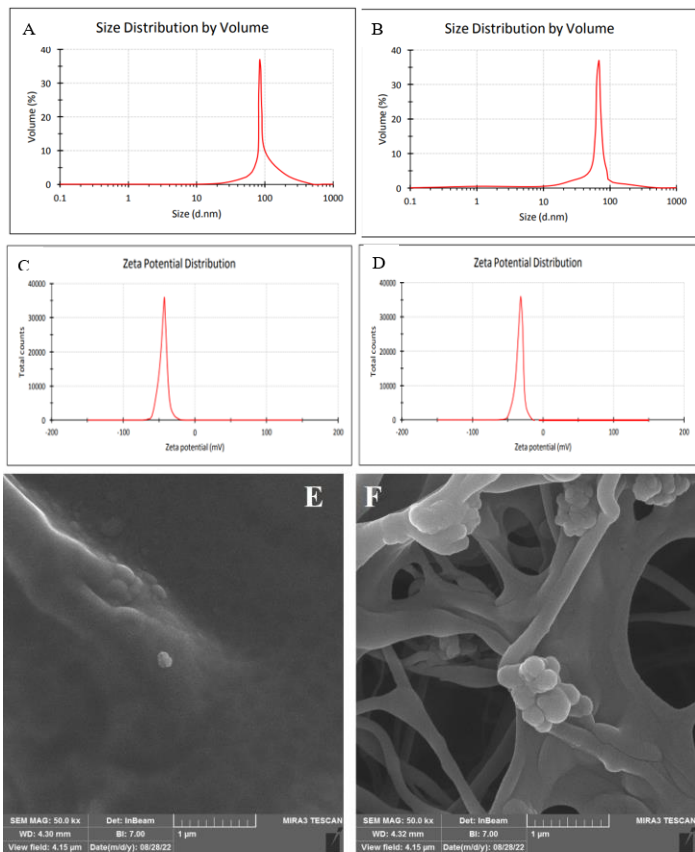 A
Size Distribution by Volume
Volume (%)
40
30
20
10
0
0.1 1 10 100 1000
Size (d.nm)
B
Size Distribution by Volume
Volume (%)
40
30
20
10
0
0.1 1 10 100 1000
Size (d.nm)
C
Zeta Potential Distribution
Total counts
40000
30000
20000
10000
0
-200 -100 0 100 200
Zeta potential (mV)
D
Zeta Potential Distribution
Total counts
40000
30000
20000
10000
0
-200 -100 0 100 200
Zeta potential (mV)
E
SEM MAG: 50.0 kx Det: InBeam MIRA3 TESCAN
WD: 4.30 mm BI: 7.00 1 µm
View field: 4.15 µm Date(m/d/y): 08/28/22
F
SEM MAG: 50.0 kx Det: InBeam MIRA3 TESCAN
WD: 4.32 mm BI: 7.00 1 µm
View field: 4.15 µm Date(m/d/y): 08/28/22